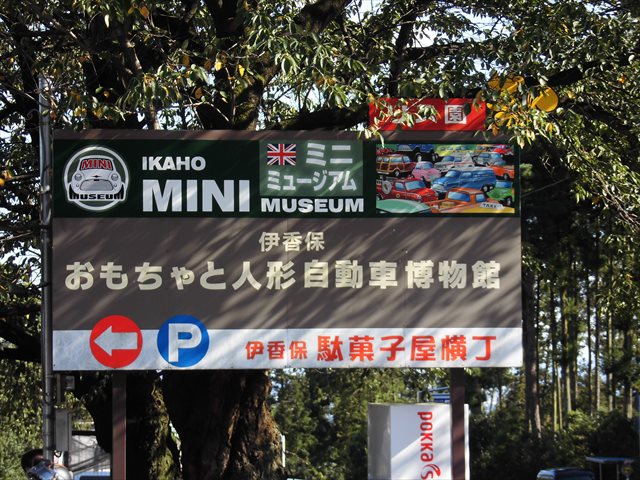 園
MINI
MUSEUM
IKAHO
MINI
ミニ
ミュージアム
MUSEUM
TAXI
伊香保
おもちゃと人形自動車博物館
P
伊香保 駄菓子屋横丁
POKKA